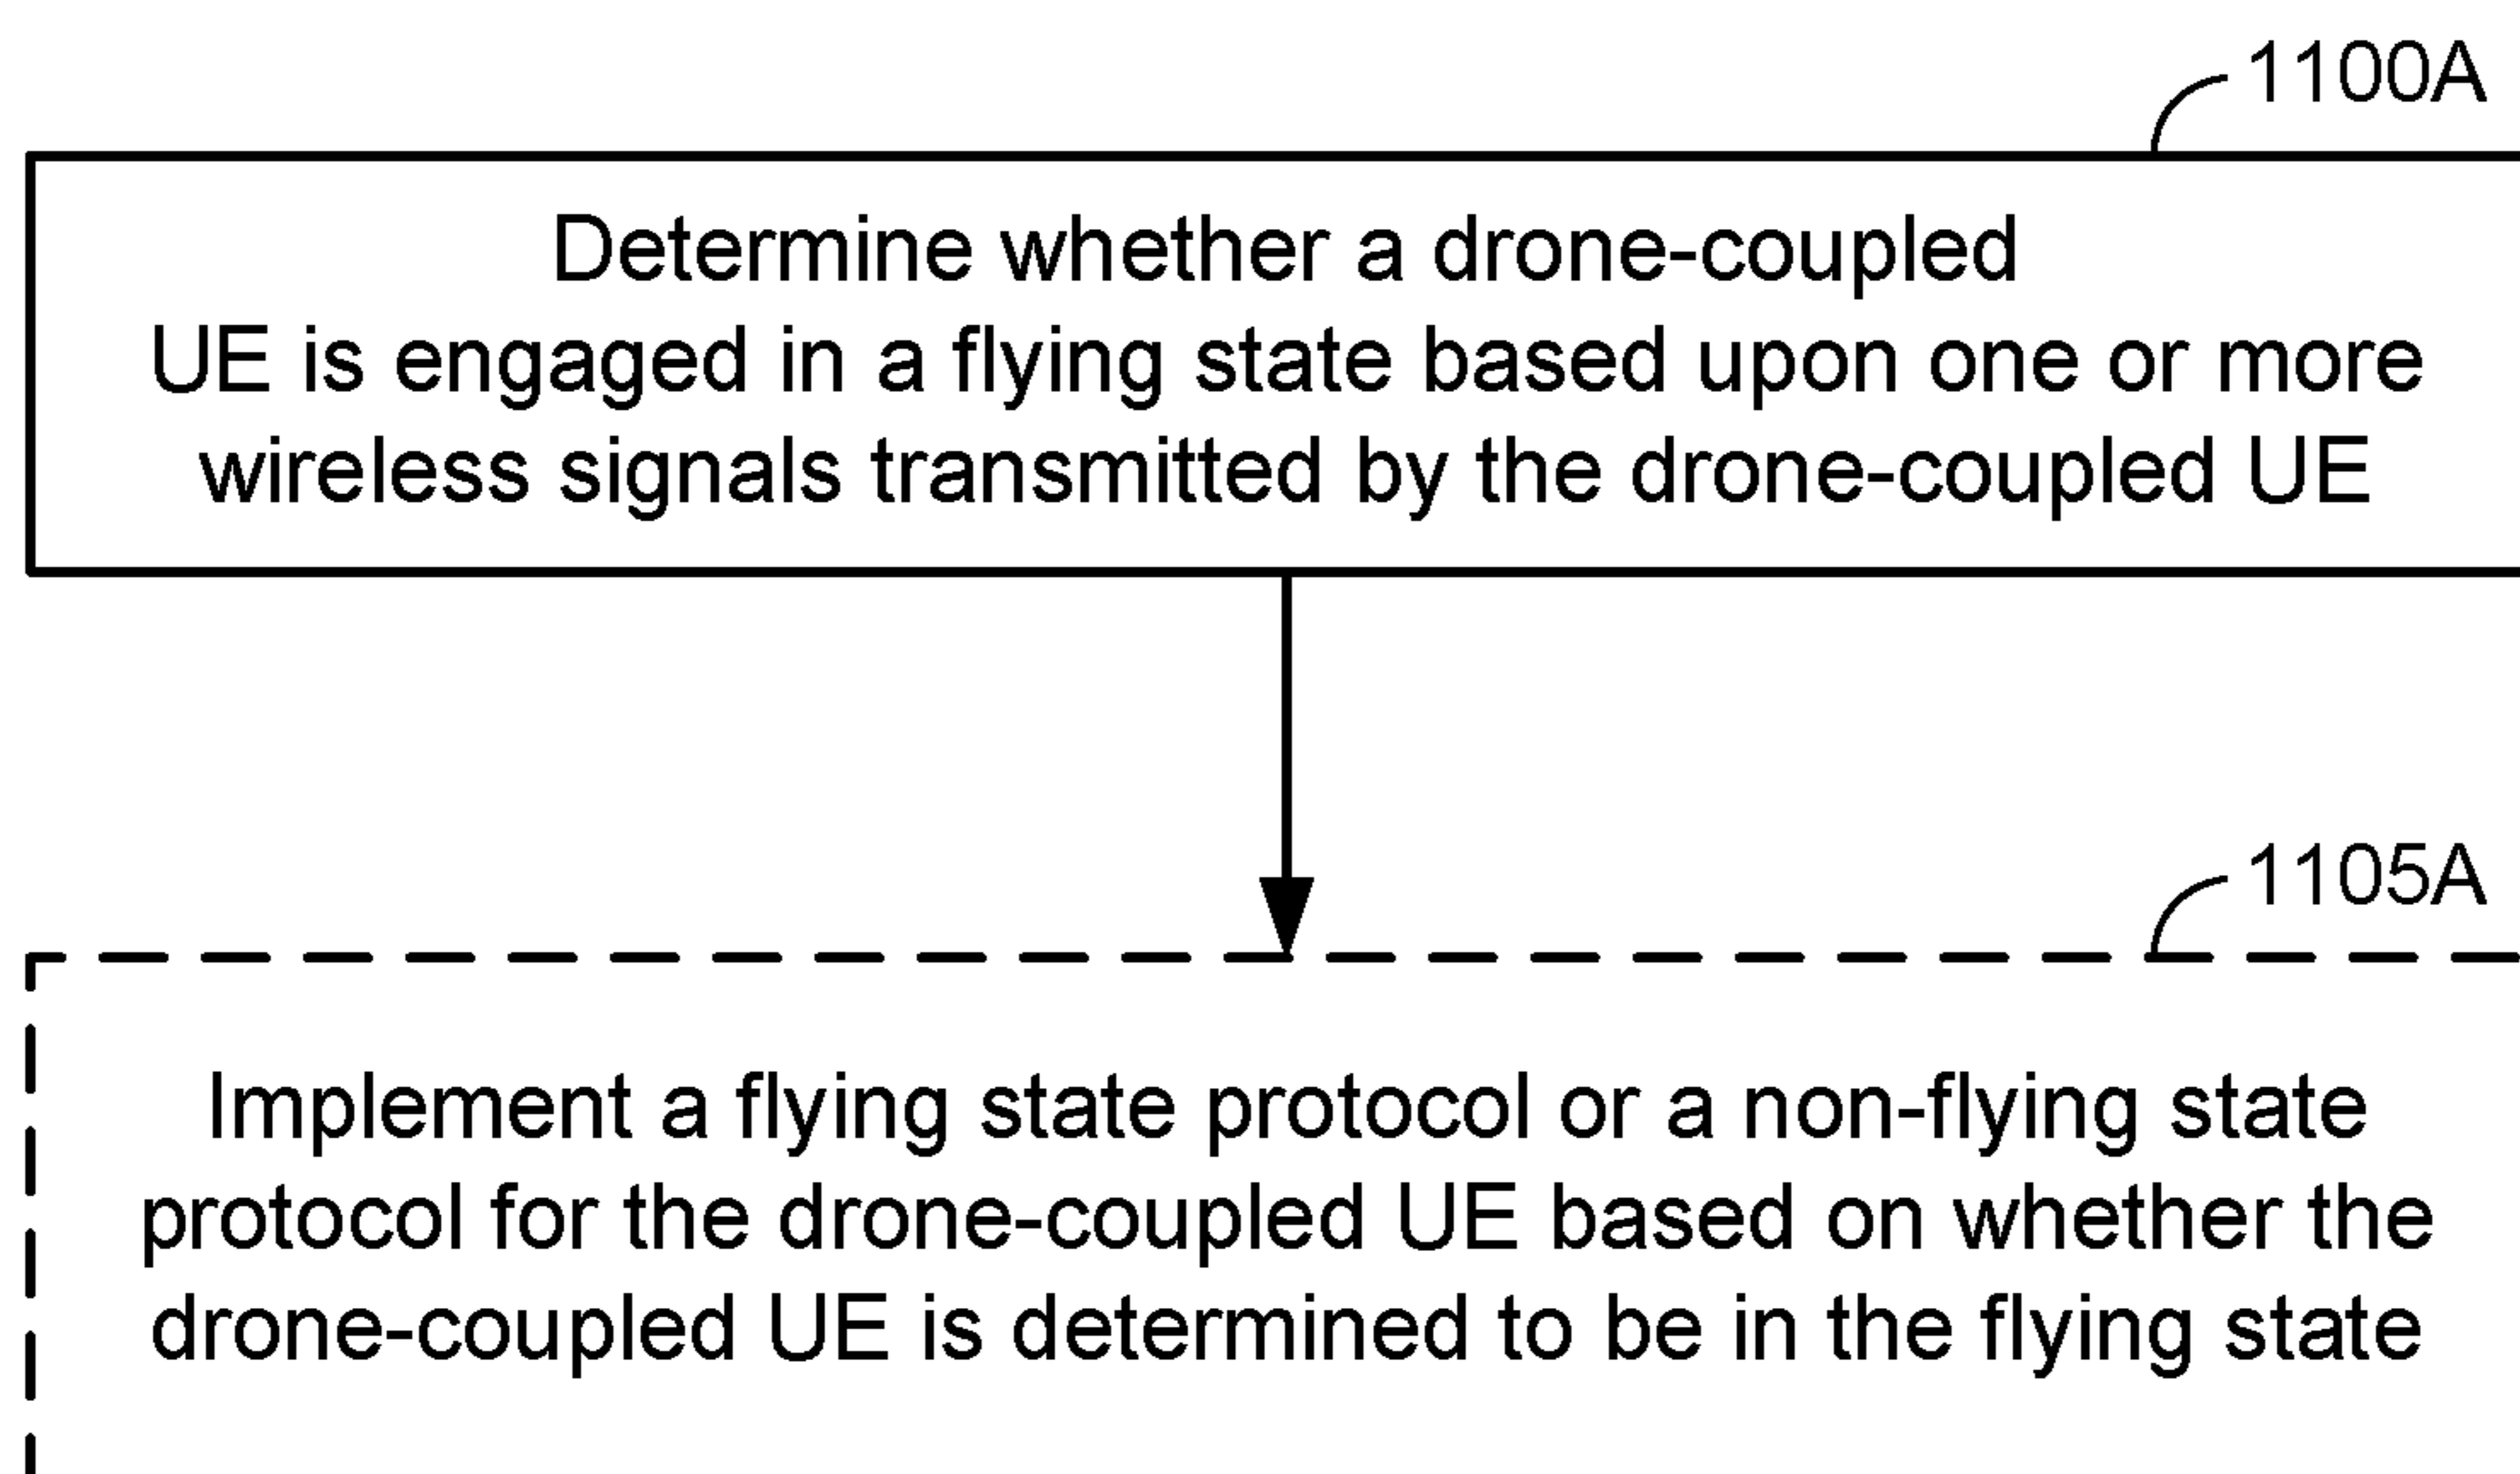 1100A
Determine whether a drone-coupled
UE is engaged in a flying state based upon one or more
wireless signals transmitted by the drone-coupled UE
1105A
Implement a flying state protocol or a non-flying state
protocol for the drone-coupled UE based on whether the
drone-coupled UE is determined to be in the flying state